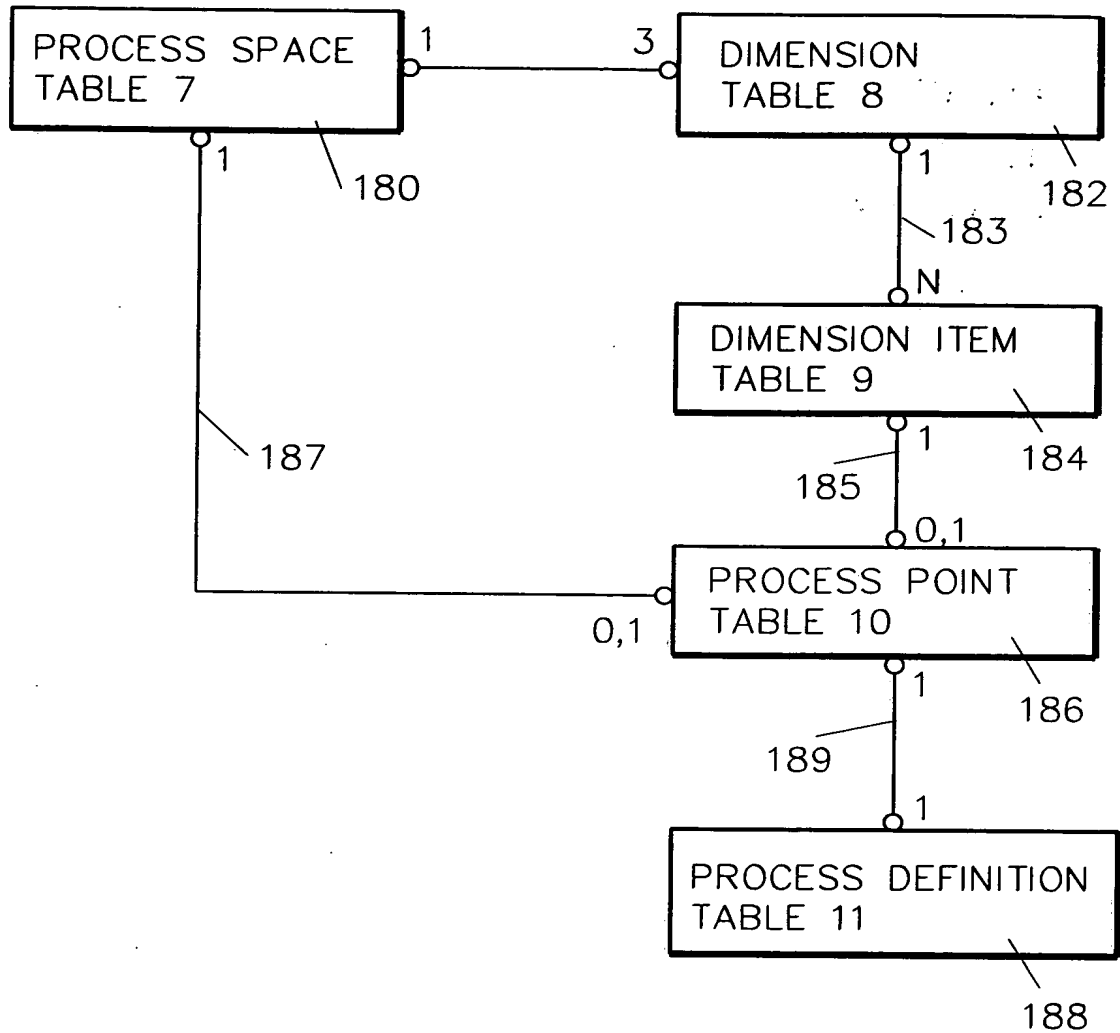 PROCESS SPACE
TABLE 7
1
3
DIMENSION
TABLE 8
1
180
1
182
183
N
DIMENSION ITEM
TABLE 9
187
1
184
185
0,1
PROCESS POINT
TABLE 10
0,1
1
186
189
1
PROCESS DEFINITION
TABLE 11
188